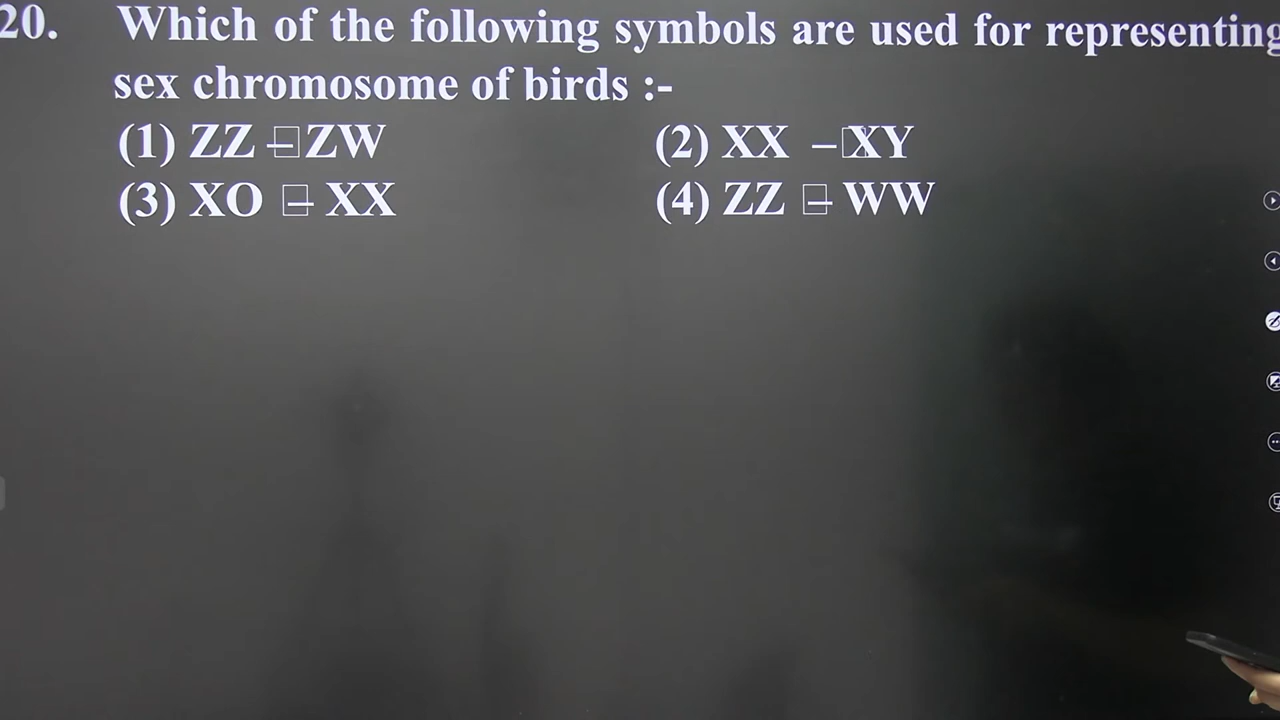 20. Which of the following symbols are used for representing
sex chromosome of birds :-
(1) ZZ – ZW (2) XX – XY
(3) XO – XX (4) ZZ – WW